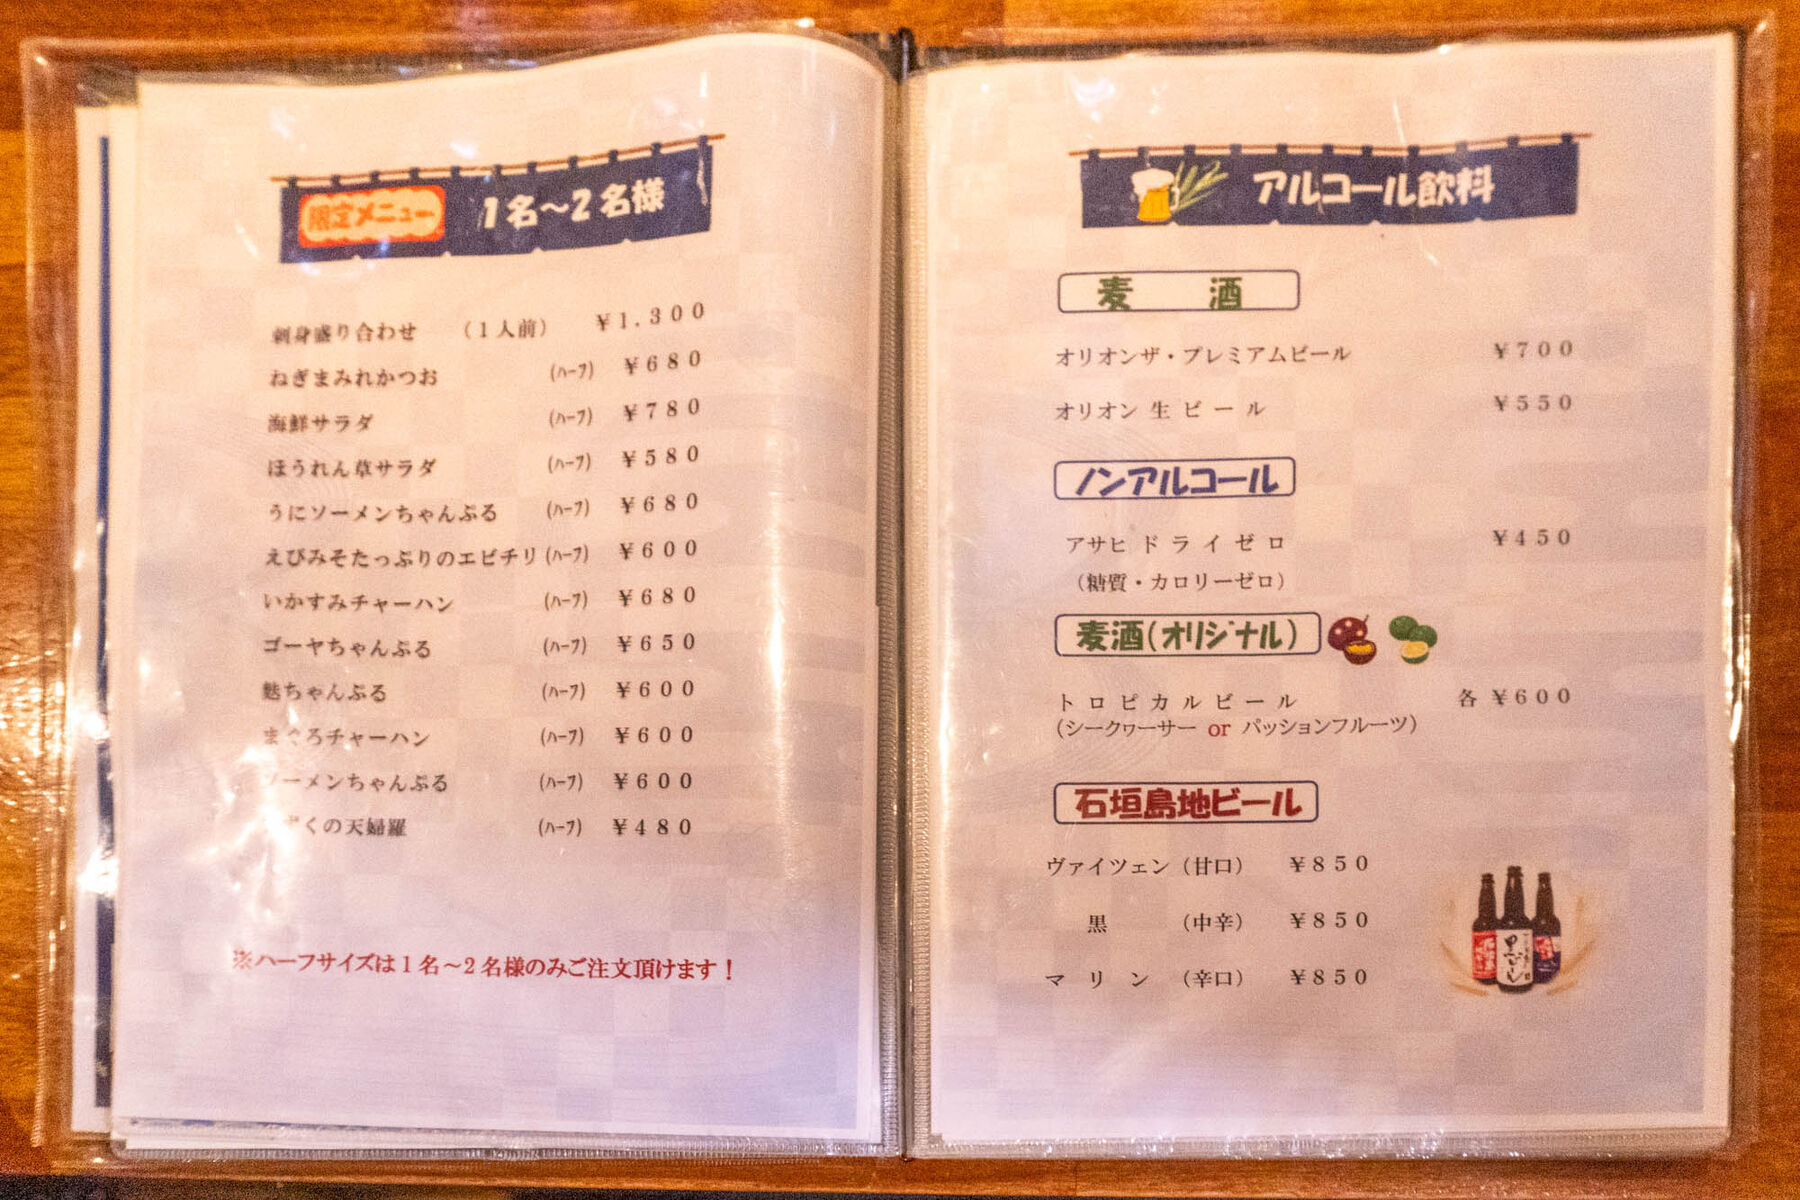 限定メニュー 1名～2名様
刺身盛り合わせ （1人前） ￥1.300
ねぎまみれかつお (ﾊｰﾌ) ￥680
海鮮サラダ (ﾊｰﾌ) ￥780
ほうれん草サラダ (ﾊｰﾌ) ￥580
うにソーメンちゃんぷる (ﾊｰﾌ) ￥680
えびみそたっぷりのエビチリ (ﾊｰﾌ) ￥600
いかすみチャーハン (ﾊｰﾌ) ￥680
ゴーヤちゃんぷる (ﾊｰﾌ) ￥650
麩ちゃんぷる (ﾊｰﾌ) ￥600
まぐろチャーハン (ﾊｰﾌ) ￥600
ソーメンちゃんぷる (ﾊｰﾌ) ￥600
くの天婦羅 (ﾊｰﾌ) ￥480
※ハーフサイズは1名～2名様のみご注文頂けます！
アルコール飲料
麦 酒
オリオンザ・プレミアムビール ￥700
オリオン生ビール ￥550
ノンアルコール
アサヒドライゼロ ￥450
（糖質・カロリーゼロ）
麦酒(オリジナル)
トロピカルビール 各 ￥600
（シークヮーサー or パッションフルーツ）
石垣島地ビール
ヴァイツェン（甘口） ￥850
黒 （中辛） ￥850
マリン （辛口） ￥850